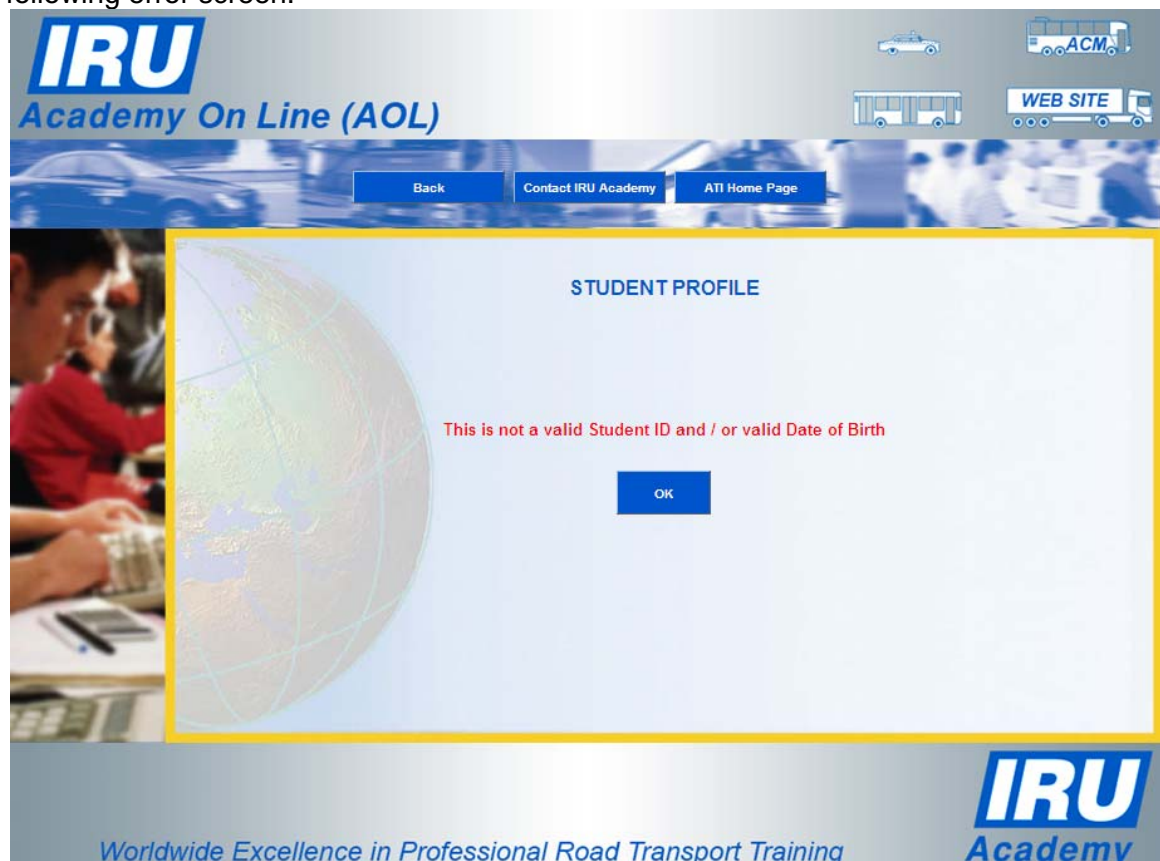 following error screen.
IRU
ACM
Academy On Line (AOL)
WEB SITE
Back
Contact IRU Academy
ATI Home Page
STUDENT PROFILE
This is not a valid Student ID and / or valid Date of Birth
OK
IRU
Worldwide Excellence in Professional Road Transport Training
Academy